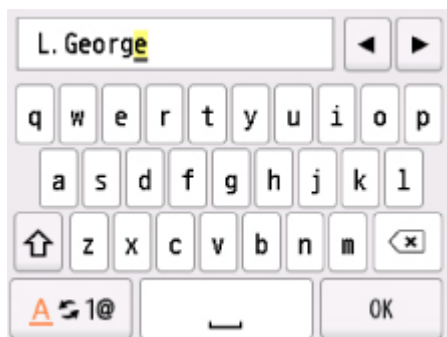 L. George
q w e r t y u i o p
a s d f g h j k l
z x c v b n m
A 1@ OK